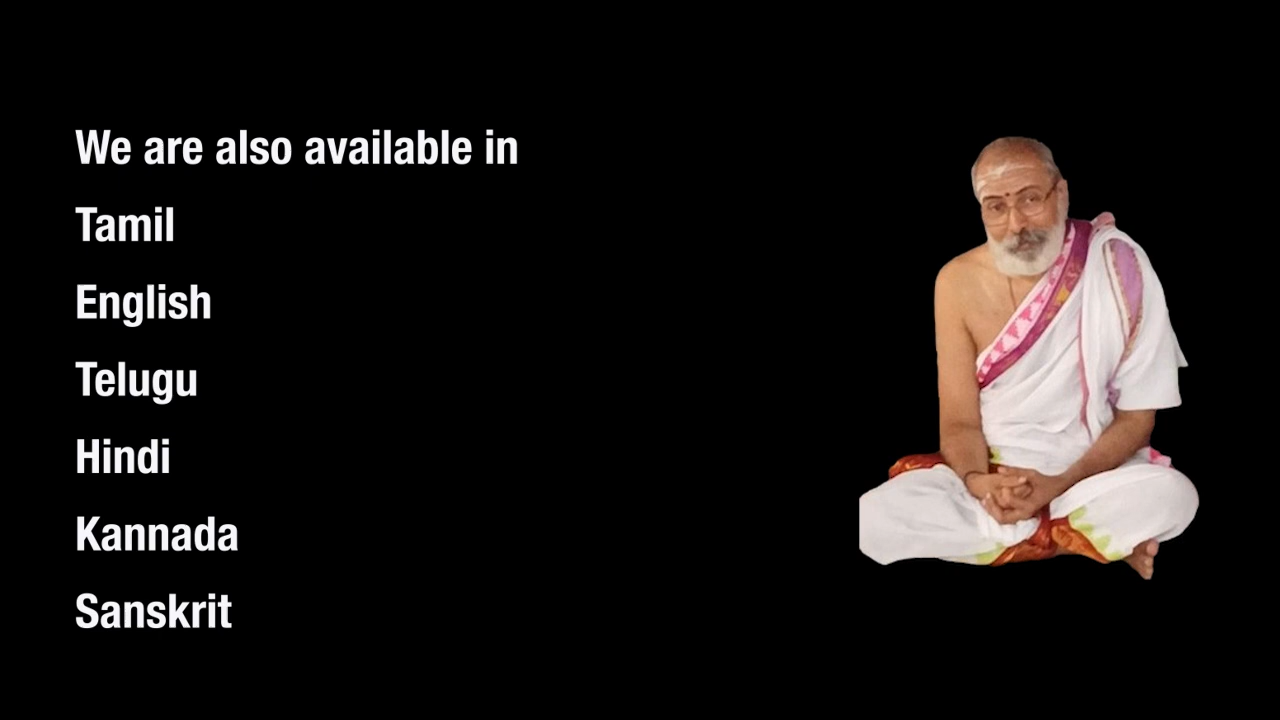 We are also available in
Tamil
English
Telugu
Hindi
Kannada
Sanskrit